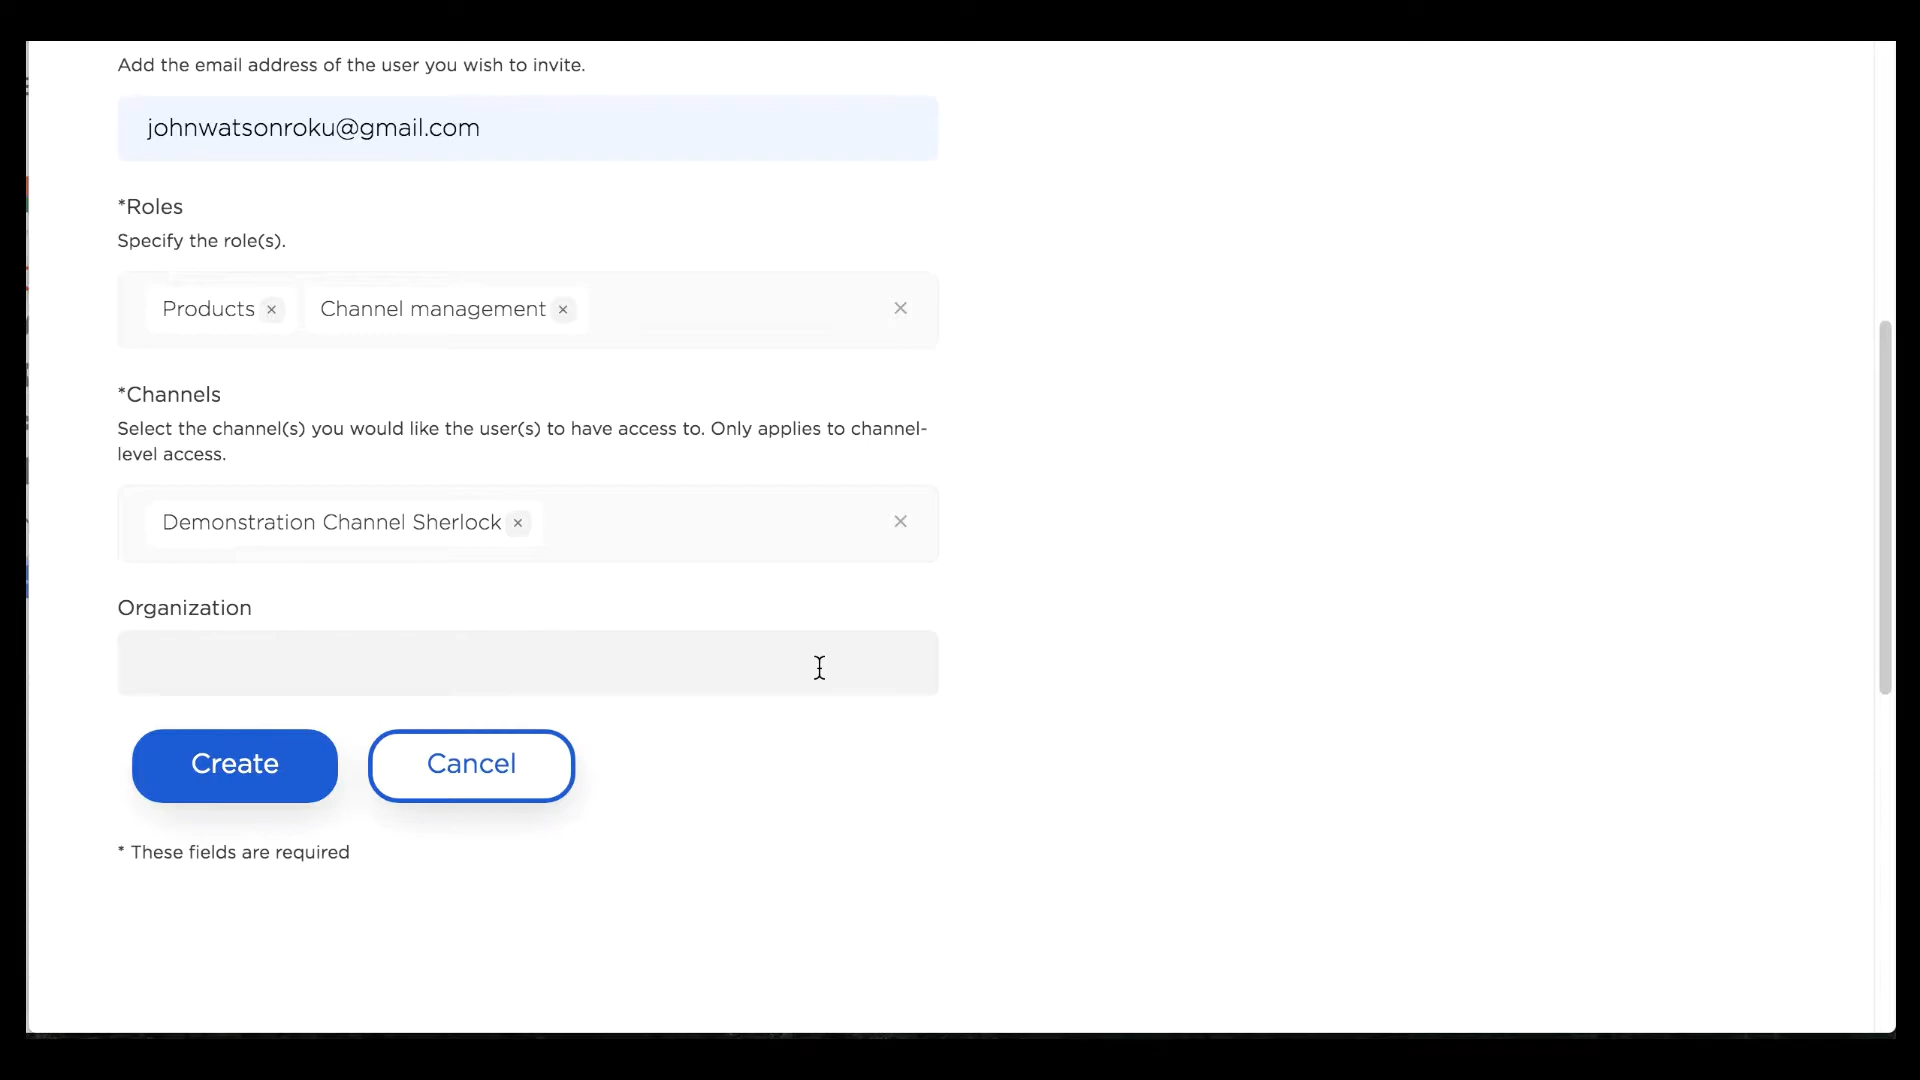 Add the email address of the user you wish to invite.
johnwatsonroku@gmail.com
*Roles
Specify the role(s).
Products × Channel management × ×
*Channels
Select the channel(s) you would like the user(s) to have access to. Only applies to channel-
level access.
Demonstration Channel Sherlock × ×
Organization
Create Cancel
* These fields are required